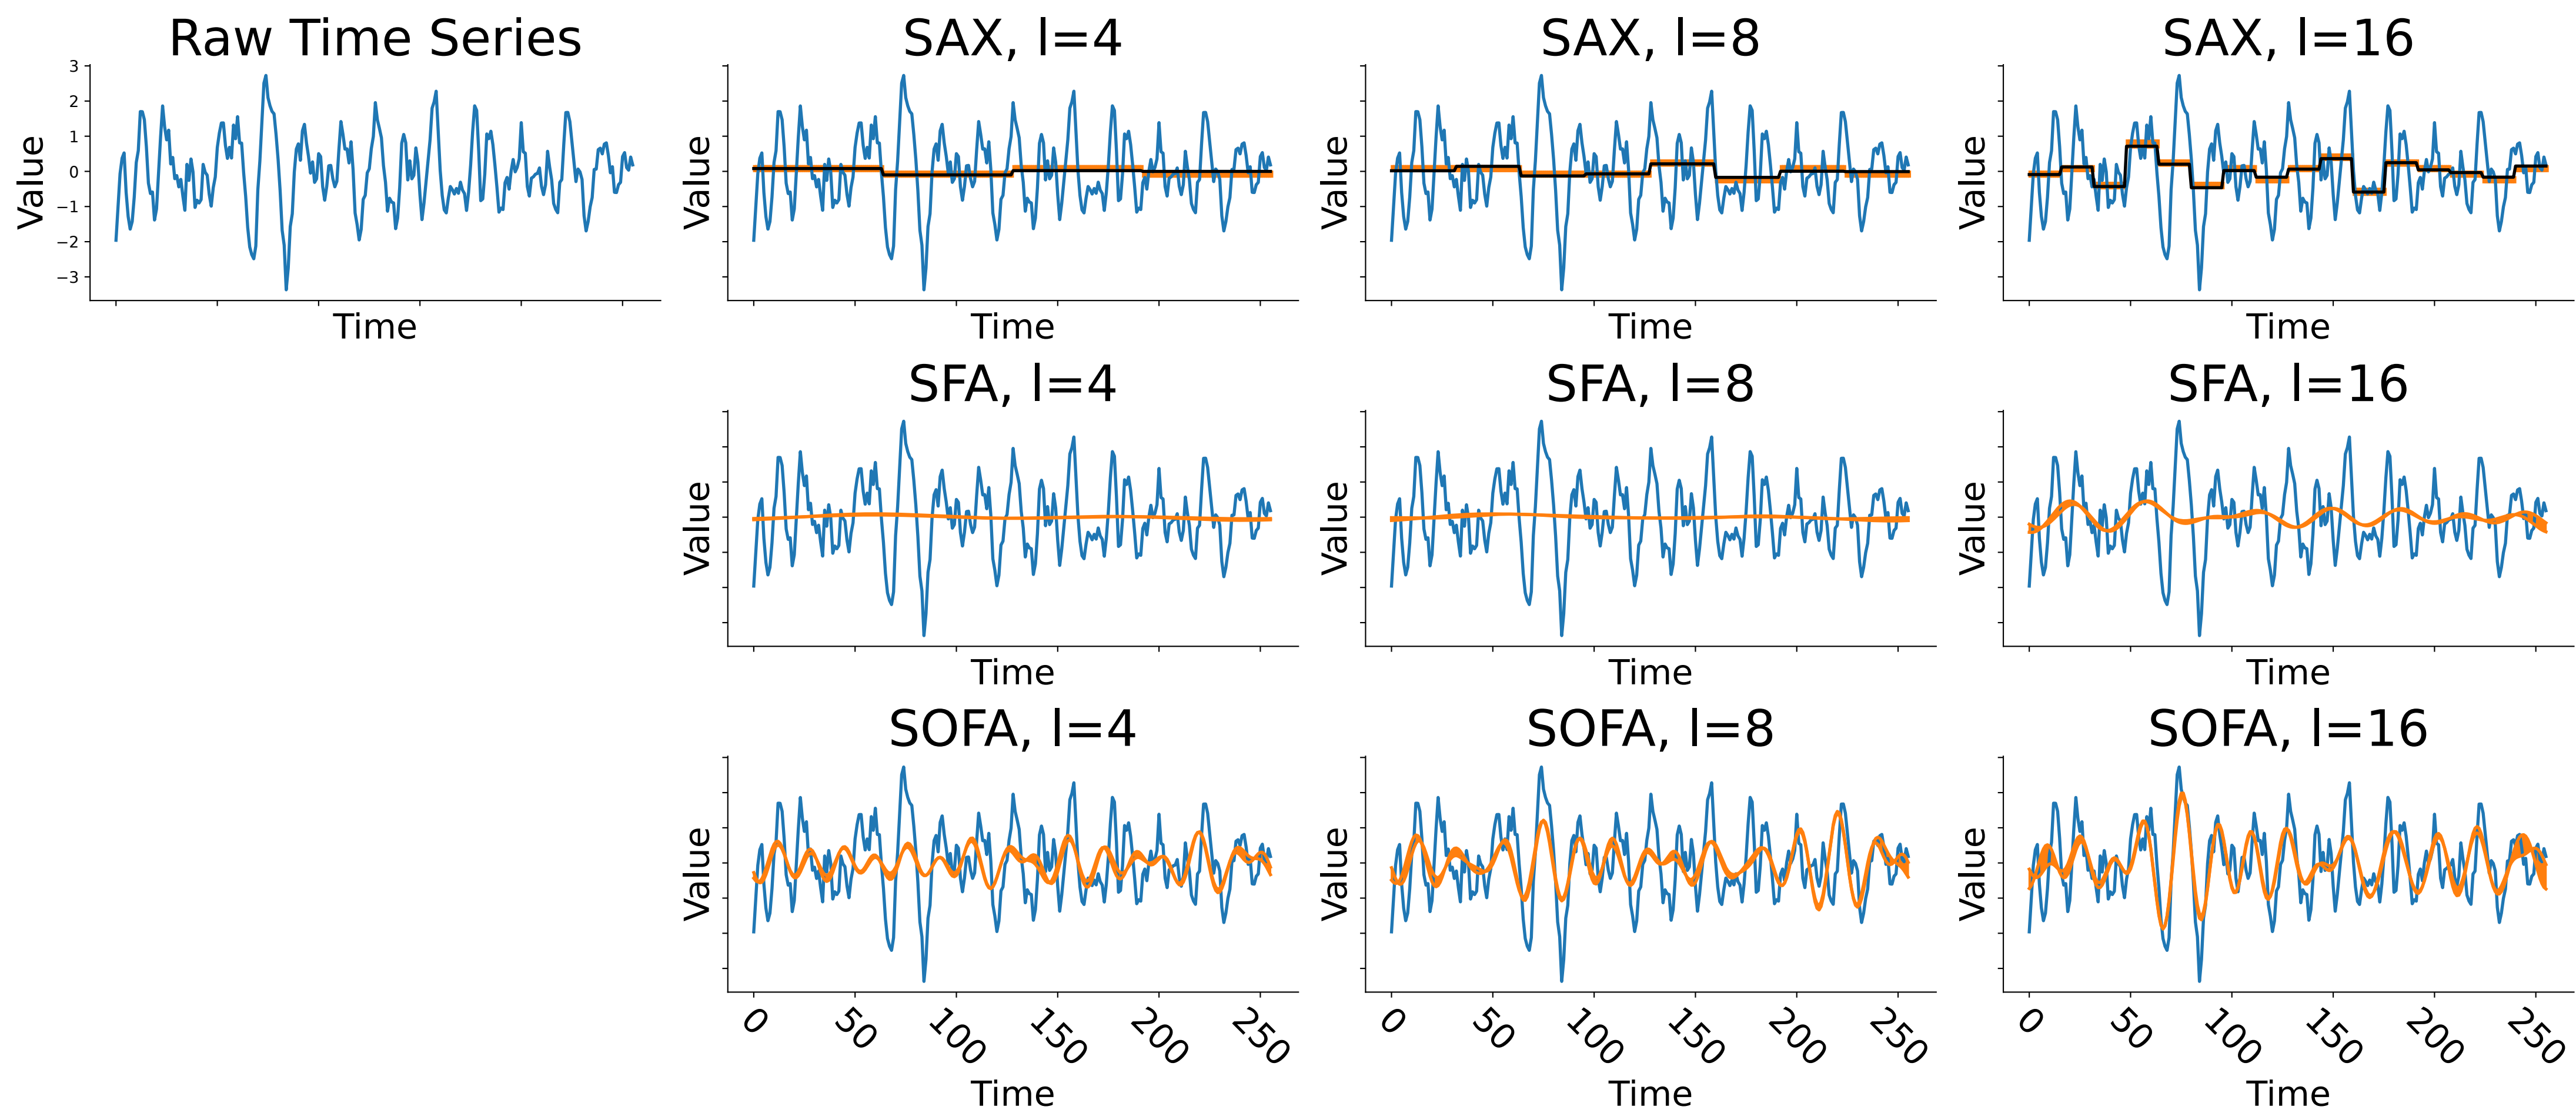 Raw Time Series
3
2
1
0
−1
−2
−3
Value
Time
SAX, l=4
Value
Time
SAX, l=8
Value
Time
SAX, l=16
Value
Time
SFA, l=4
Value
Time
SFA, l=8
Value
Time
SFA, l=16
Value
Time
SOFA, l=4
Value
0 50 100 150 200 250
Time
SOFA, l=8
Value
0 50 100 150 200 250
Time
SOFA, l=16
Value
0 50 100 150 200 250
Time